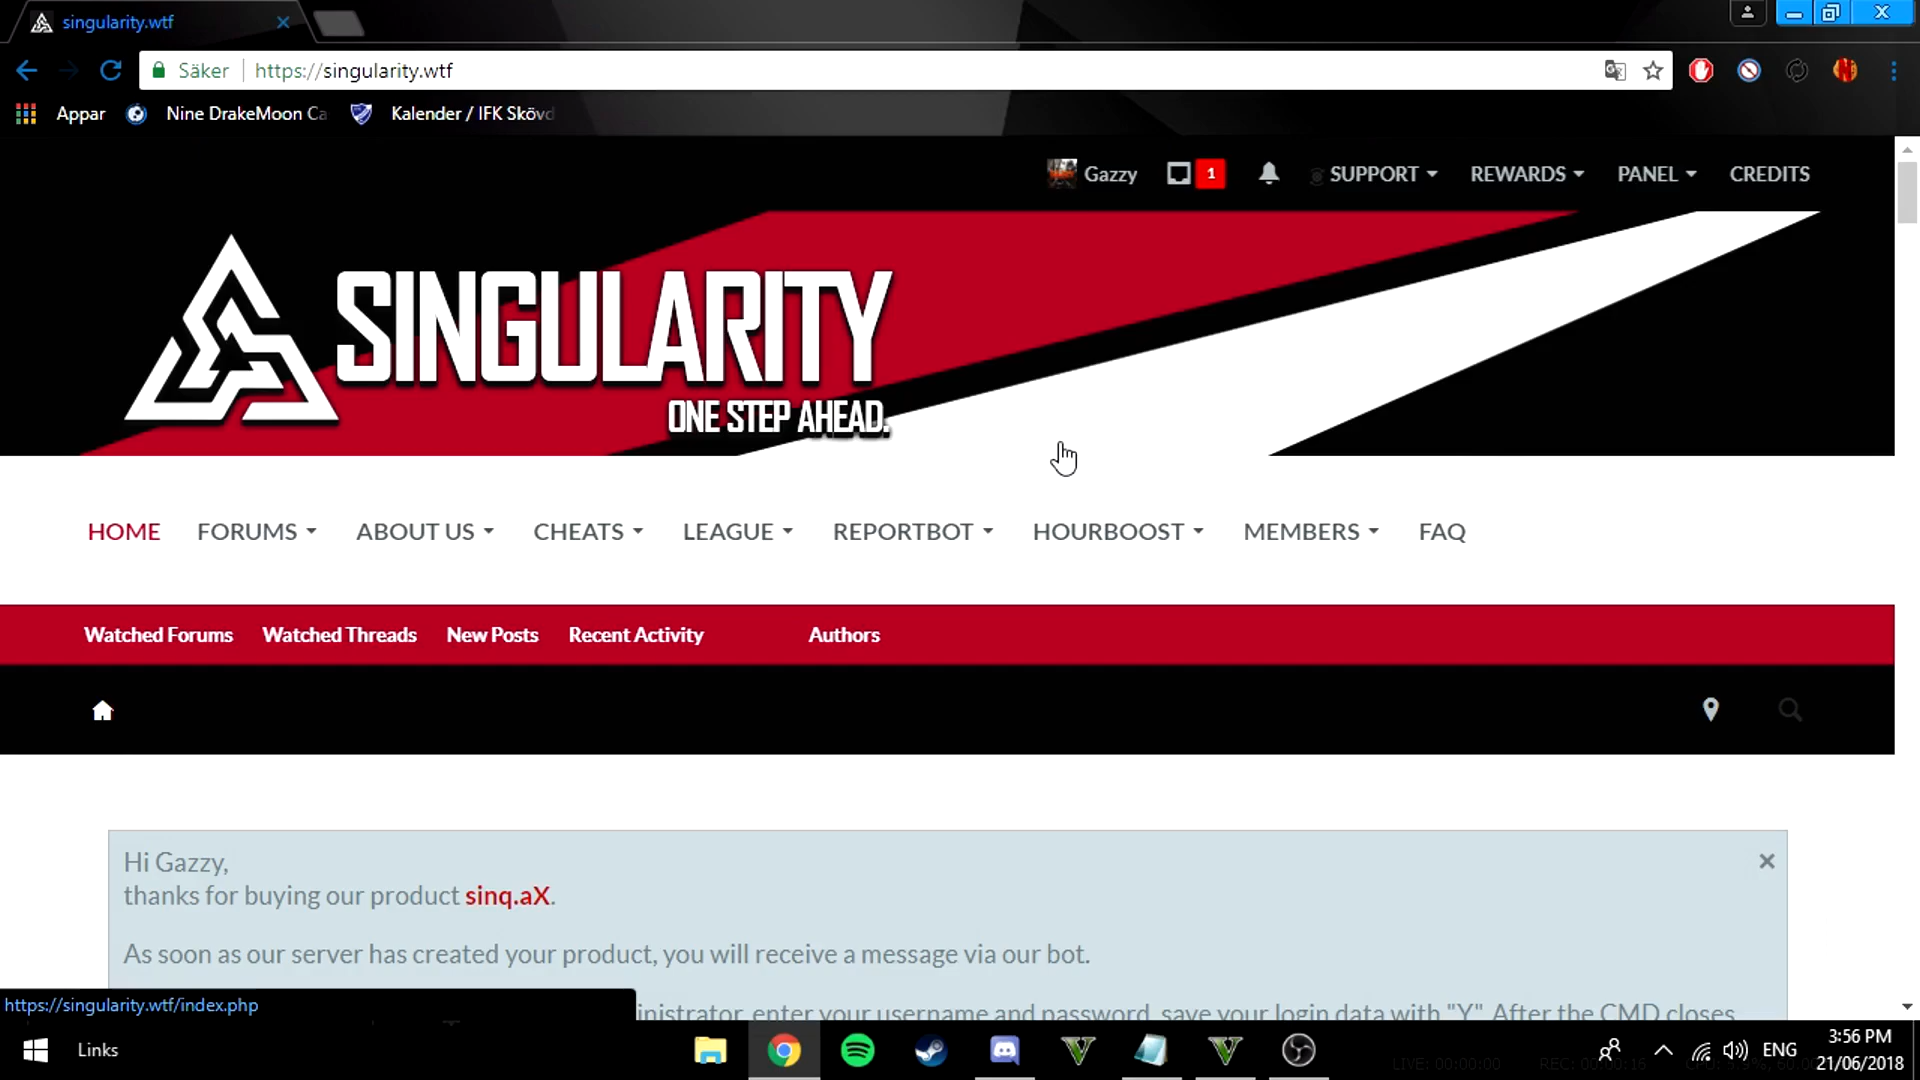 singularity.wtf
Säker
https://singularity.wtf
Appar
Nine DrakeMoon Ca
Kalender / IFK Skövd
Gazzy
1
SUPPORT
REWARDS
PANEL
CREDITS
SINGULARITY
ONE STEP AHEAD.
HOME
FORUMS
ABOUT US
CHEATS
LEAGUE
REPORTBOT
HOURBOOST
MEMBERS
FAQ
Watched Forums
Watched Threads
New Posts
Recent Activity
Authors
Hi Gazzy,
thanks for buying our product sinq.aX.
As soon as our server has created your product, you will receive a message via our bot.
inistrator, enter your username and password, save your login data with "Y". After the CMD closes
https://singularity.wtf/index.php
Links
LIVE: 00:00:00
ENG
3:56 PM
21/06/2018